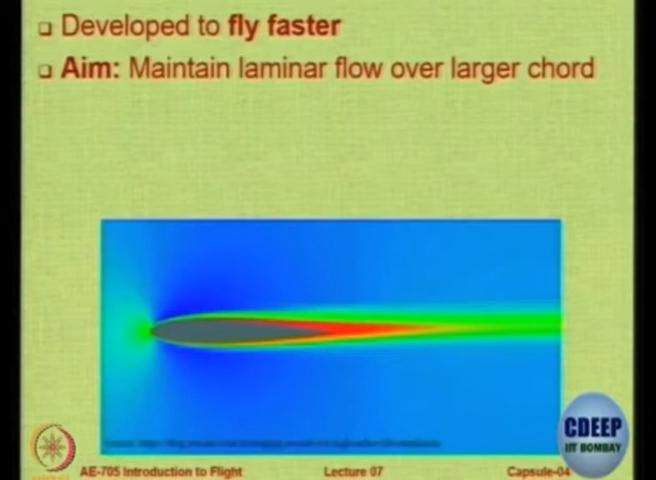 Developed to fly faster
Aim: Maintain laminar flow over larger chord
CDEEP
IIT BOMBAY
AE-705 Introduction to Flight Lecture 07 Capsule-04